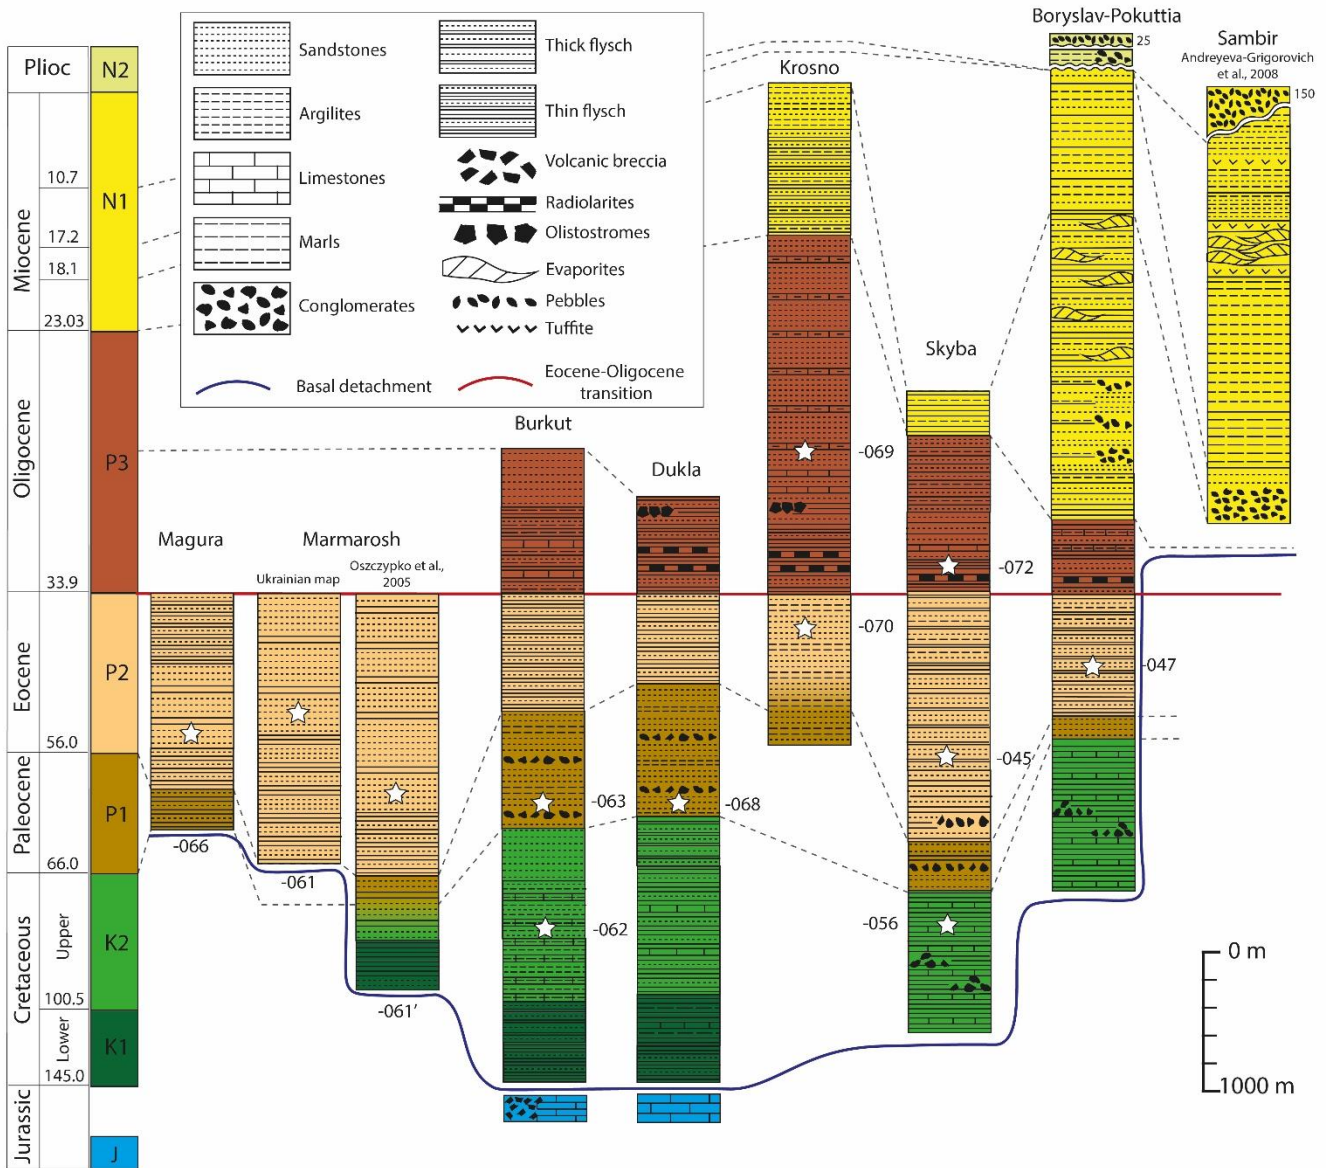 Plioc
N2
Miocene
10.7
17.2
18.1
23.03
N1
Oligocene
33.9
P3
Eocene
56.0
P2
Paleocene
66.0
P1
Cretaceous
Upper
100.5
K2
Lower
145.0
K1
Jurassic
J
Sandstones
Argilites
Limestones
Marls
Conglomerates
Thick flysch
Thin flysch
Volcanic breccia
Radiolarites
Olistostromes
Evaporites
Pebbles
Tuffite
Basal detachment
Eocene-Oligocene
transition
Magura
-066
Marmarosh
Ukrainian map
-061
Oszczypko et al.,
2005
-061’
Burkut
-063
-062
Dukla
-068
Krosno
-069
-070
Skyba
-072
-045
-056
Boryslav-Pokuttia
25
-047
Sambir
Andreyeva-Grigorovich
et al., 2008
150
0 m
1000 m